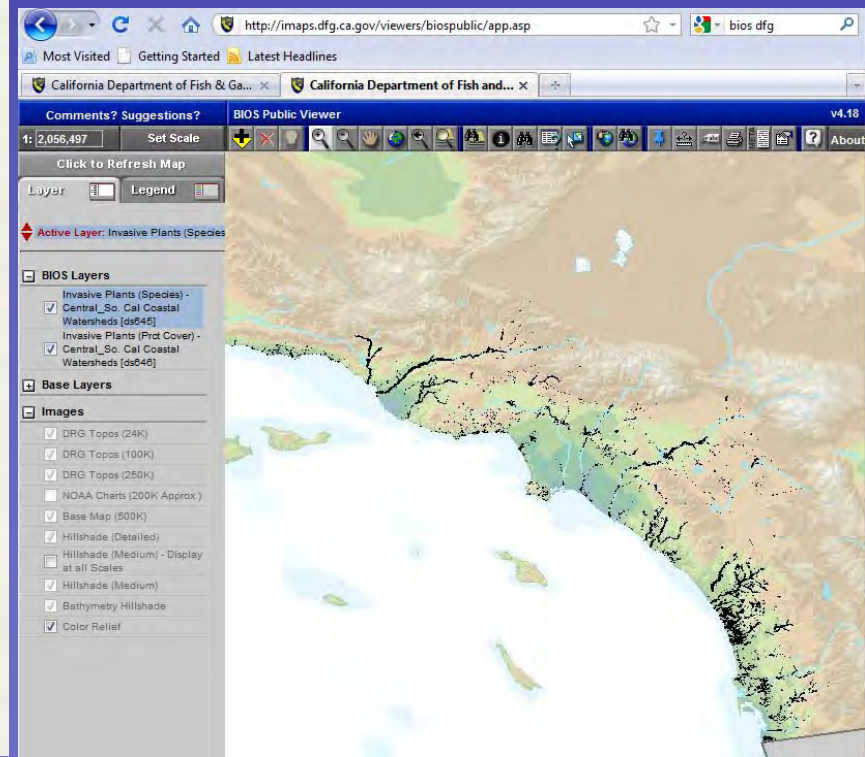 http://imaps.dfg.ca.gov/viewers/biospublic/app.asp
bios dfg
Most Visited Getting Started Latest Headlines
California Department of Fish & Ga... California Department of Fish and...
Comments? Suggestions? BIOS Public Viewer v4.18
1: 2,056,497 Set Scale About
Click to Refresh Map
Layer Legend
Active Layer: Invasive Plants (Species
BIOS Layers
Invasive Plants (Species) -
Central_So. Cal Coastal
Watersheds [ds645]
Invasive Plants (Prct Cover) -
Central_So. Cal Coastal
Watersheds [ds646]
Base Layers
Images
DRG Topos (24K)
DRG Topos (100K)
DRG Topos (250K)
NOAA Charts (200K Approx.)
Base Map (500K)
Hillshade (Detailed)
Hillshade (Medium) - Display
at all Scales
Hillshade (Medium)
Bathymetry Hillshade
Color Relief